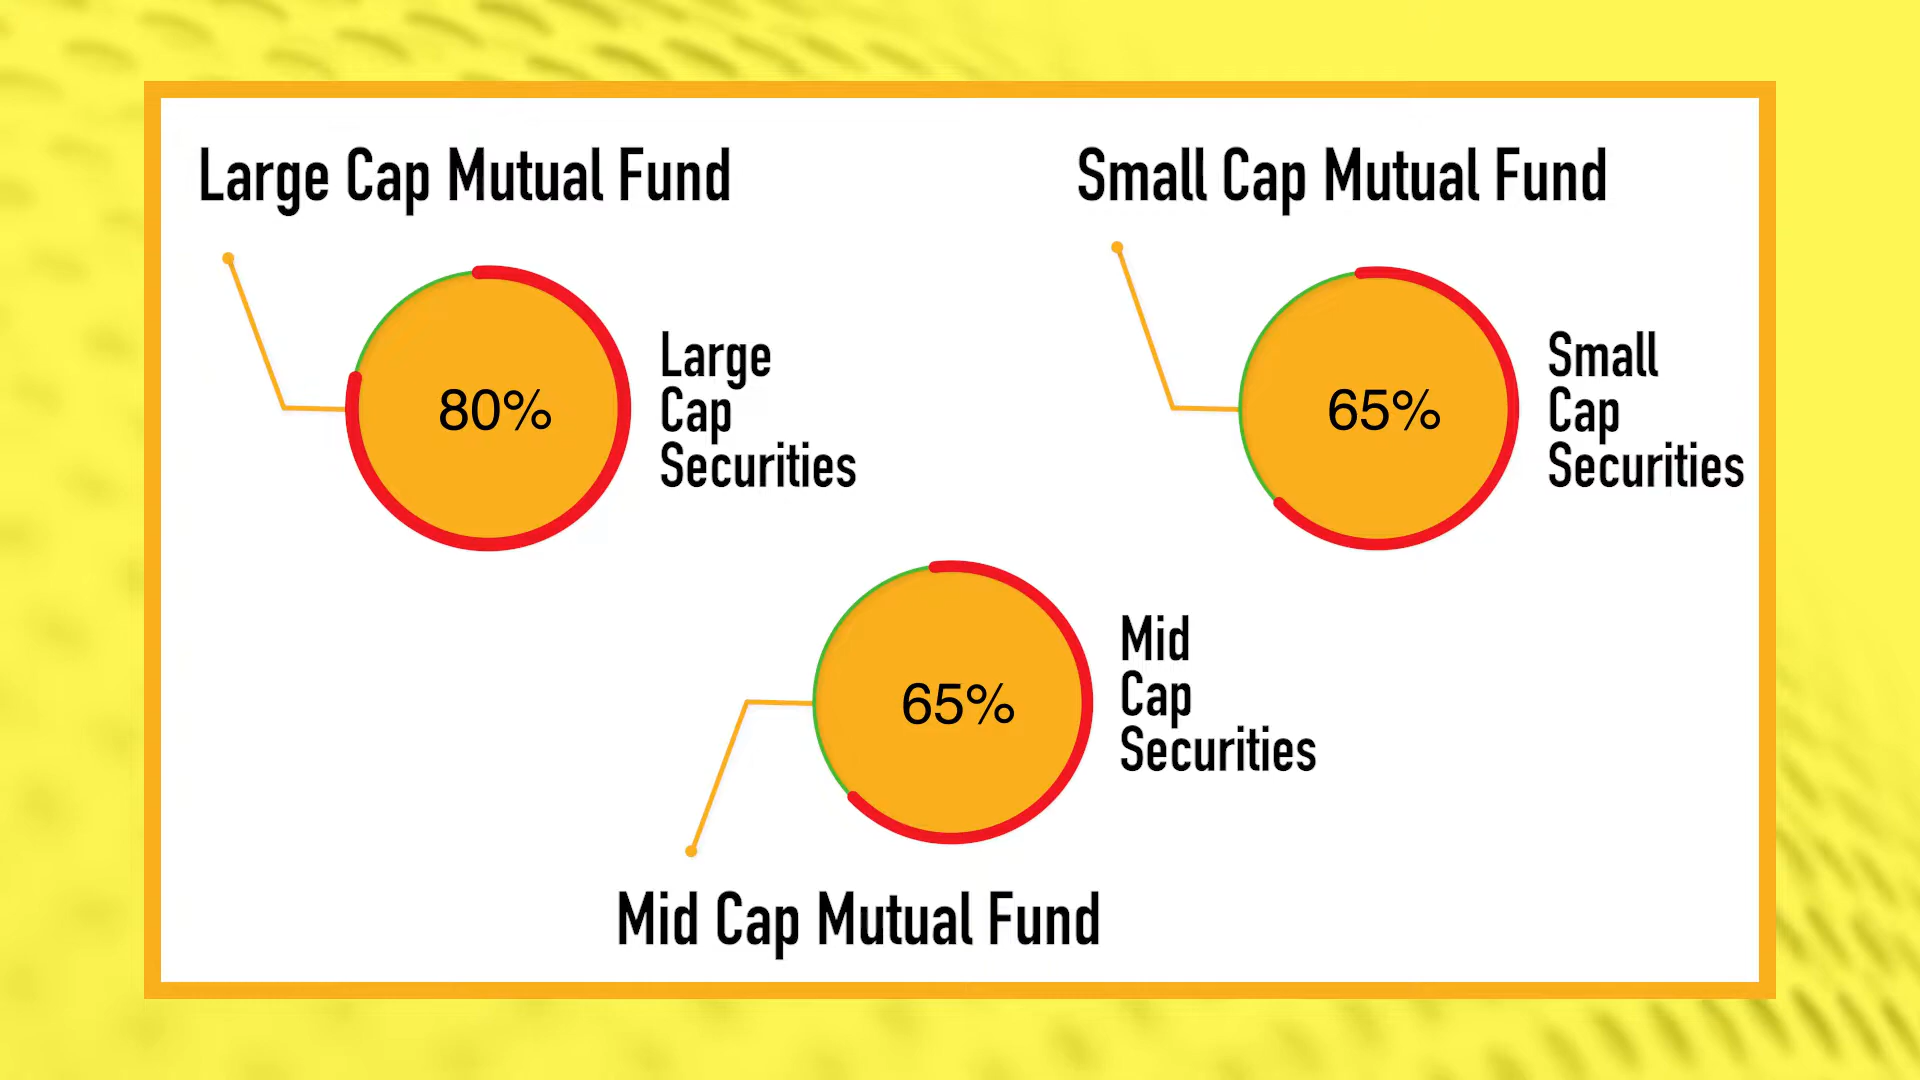 Large Cap Mutual Fund
80%
Large
Cap
Securities
Small Cap Mutual Fund
65%
Small
Cap
Securities
65%
Mid
Cap
Securities
Mid Cap Mutual Fund